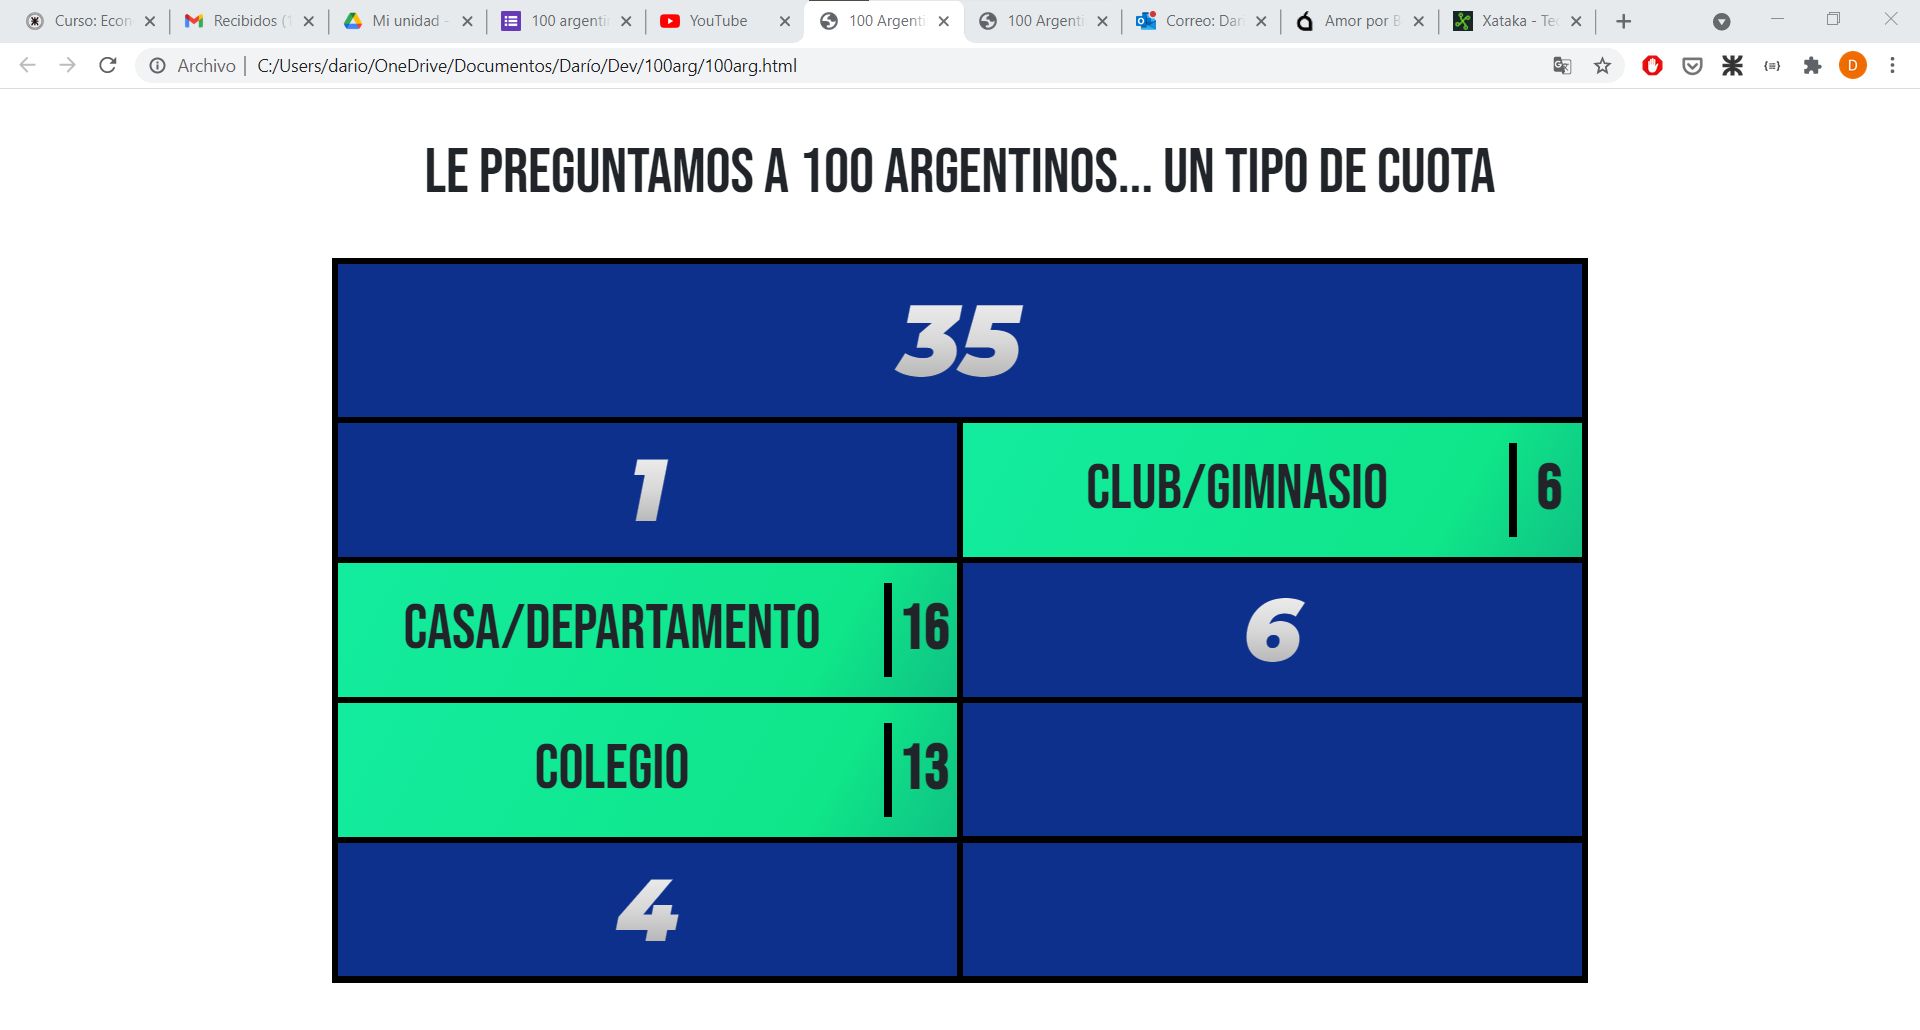 Curso: Econ
Recibidos (1
Mi unidad -
100 argenti
YouTube
100 Argenti
100 Argenti
Correo: Dari
Amor por B
Xataka - Tec
Archivo | C:/Users/dario/OneDrive/Documentos/Darío/Dev/100arg/100arg.html
D
LE PREGUNTAMOS A 100 ARGENTINOS... UN TIPO DE CUOTA
35
1
CLUB/GIMNASIO 6
CASA/DEPARTAMENTO 16
6
COLEGIO 13
4